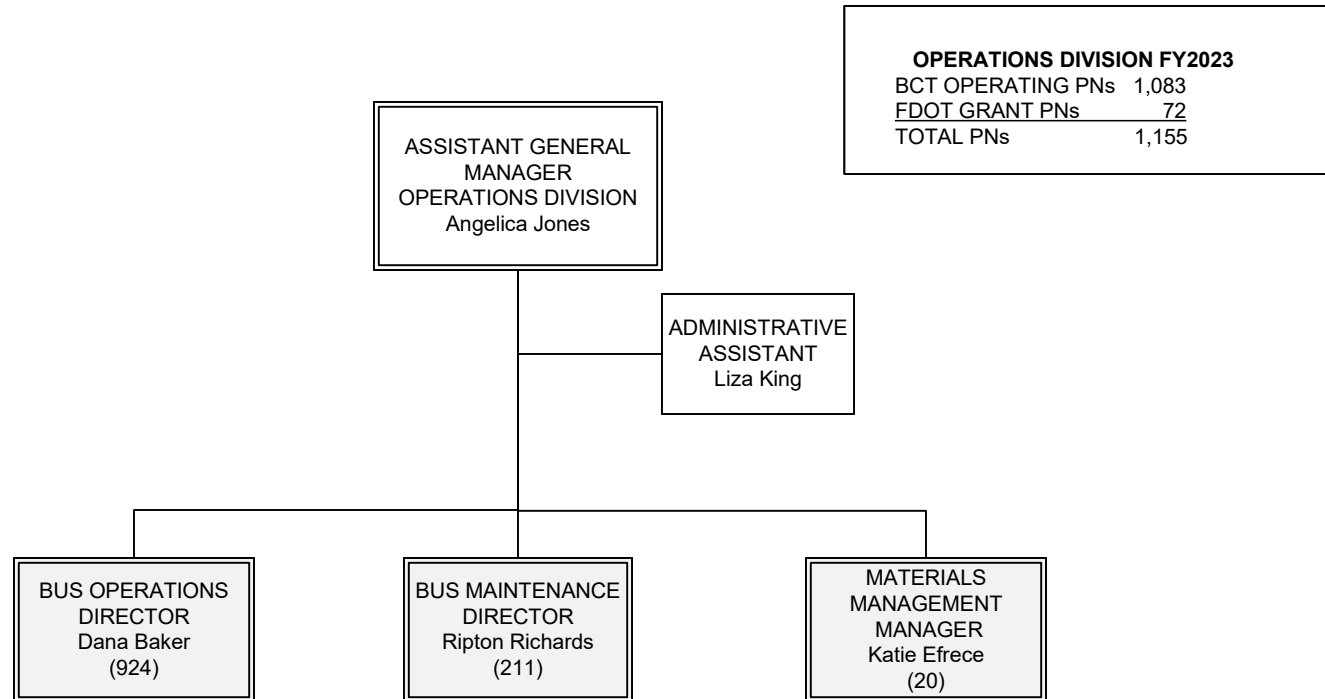 OPERATIONS DIVISION FY2023
BCT OPERATING PNs 1,083
FDOT GRANT PNs 72
TOTAL PNs 1,155
ASSISTANT GENERAL
MANAGER
OPERATIONS DIVISION
Angelica Jones
ADMINISTRATIVE
ASSISTANT
Liza King
BUS OPERATIONS
DIRECTOR
Dana Baker
(924)
BUS MAINTENANCE
DIRECTOR
Ripton Richards
(211)
MATERIALS
MANAGEMENT
MANAGER
Katie Efrece
(20)